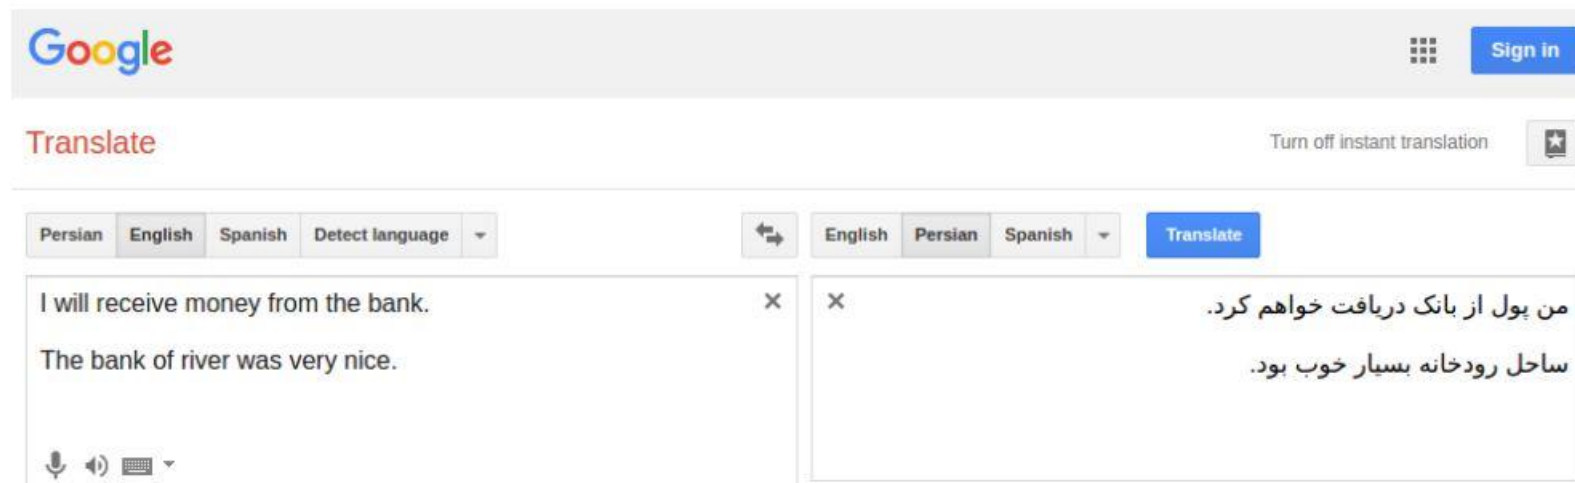 Google
Sign in
Translate
Turn off instant translation
Persian English Spanish Detect language
English Persian Spanish
Translate
I will receive money from the bank.
The bank of river was very nice.
من پول از بانک دریافت خواهم کرد.
ساحل رودخانه بسیار خوب بود.